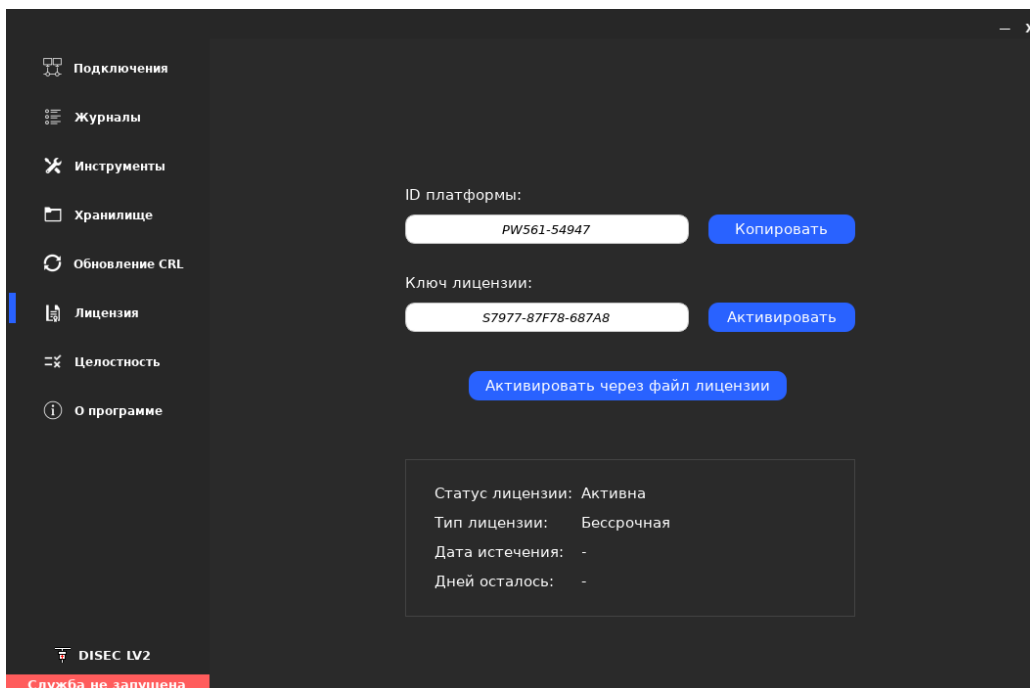 Подключения
Журналы
Инструменты
Хранилище
Обновление CRL
Лицензия
Целостность
О программе
DISEC LV2
Служба не запущена
ID платформы:
PW561-54947
Копировать
Ключ лицензии:
S7977-87F78-687A8
Активировать
Активировать через файл лицензии
Статус лицензии: Активна
Тип лицензии: Бессрочная
Дата истечения: -
Дней осталось: -